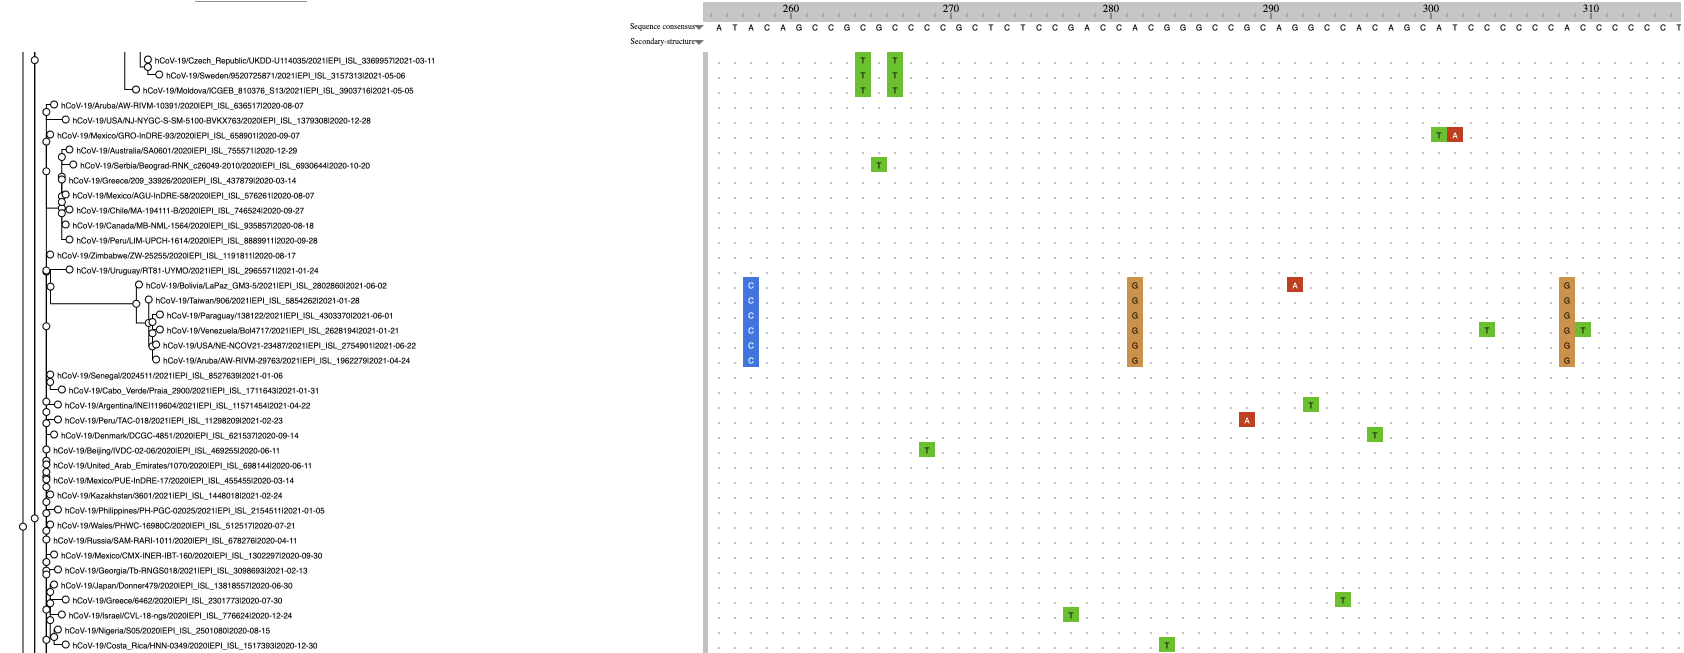 260 270 280 290 300 310
Sequence consensus A T A C A G C C G C G C C C C G C T C T C C G A C C A C G G G C C G C A G G C C A C A G C A T C C C C C C A C C C C C C T
Secondary-structure
hCoV-19/Czech_Republic/UKDD-U114035/2021|EPI_ISL_3369957|2021-03-11 T T
hCoV-19/Sweden/9520725871/2021|EPI_ISL_3157313|2021-05-06 T T
hCoV-19/Moldova/ICGEB_810376_S13/2021|EPI_ISL_3903716|2021-05-05 T T
hCoV-19/Aruba/AW-RIVM-10391/2020|EPI_ISL_636517|2020-08-07
hCoV-19/USA/NJ-NYGC-S-SM-5100-BVKX763/2020|EPI_ISL_1379308|2020-12-28
hCoV-19/Mexico/GRO-InDRE-93/2020|EPI_ISL_658901|2020-09-07 T A
hCoV-19/Australia/SA0601/2020|EPI_ISL_755571|2020-12-29
hCoV-19/Serbia/Beograd-RNK_c26049-2010/2020|EPI_ISL_6930644|2020-10-20 T
hCoV-19/Greece/209_33926/2020|EPI_ISL_437879|2020-03-14
hCoV-19/Mexico/AGU-InDRE-58/2020|EPI_ISL_576261|2020-08-07
hCoV-19/Chile/MA-194111-B/2020|EPI_ISL_746524|2020-09-27
hCoV-19/Canada/MB-NML-1564/2020|EPI_ISL_935857|2020-08-18
hCoV-19/Peru/LIM-UPCH-1614/2020|EPI_ISL_8889911|2020-09-28
hCoV-19/Zimbabwe/ZW-25255/2020|EPI_ISL_1191811|2020-08-17
hCoV-19/Uruguay/RT81-UYMO/2021|EPI_ISL_2965571|2021-01-24
hCoV-19/Bolivia/LaPaz_GM3-5/2021|EPI_ISL_2802860|2021-06-02 C G A G
hCoV-19/Taiwan/906/2021|EPI_ISL_5854262|2021-01-28 C G G
hCoV-19/Paraguay/138122/2021|EPI_ISL_4303370|2021-06-01 C G G
hCoV-19/Venezuela/Bol4717/2021|EPI_ISL_2628194|2021-01-21 C G T G T
hCoV-19/USA/NE-NCOV21-23487/2021|EPI_ISL_2754901|2021-06-22 C G G
hCoV-19/Aruba/AW-RIVM-29763/2021|EPI_ISL_1962279|2021-04-24 C G G
hCoV-19/Senegal/2024511/2021|EPI_ISL_8527639|2021-01-06
hCoV-19/Cabo_Verde/Praia_2900/2021|EPI_ISL_1711643|2021-01-31
hCoV-19/Argentina/INEI119604/2021|EPI_ISL_11571454|2021-04-22 T
hCoV-19/Peru/TAC-018/2021|EPI_ISL_11298209|2021-02-23 A
hCoV-19/Denmark/DCGC-4851/2020|EPI_ISL_621537|2020-09-14 T
hCoV-19/Beijing/IVDC-02-06/2020|EPI_ISL_469255|2020-06-11 T
hCoV-19/United_Arab_Emirates/1070/2020|EPI_ISL_698144|2020-06-11
hCoV-19/Mexico/PUE-InDRE-17/2020|EPI_ISL_455455|2020-03-14
hCoV-19/Kazakhstan/3601/2021|EPI_ISL_1448018|2021-02-24
hCoV-19/Philippines/PH-PGC-02025/2021|EPI_ISL_2154511|2021-01-05
hCoV-19/Wales/PHWC-16980C/2020|EPI_ISL_512517|2020-07-21
hCoV-19/Russia/SAM-RARI-1011/2020|EPI_ISL_678276|2020-04-11
hCoV-19/Mexico/CMX-INER-IBT-160/2020|EPI_ISL_1302297|2020-09-30
hCoV-19/Georgia/Tb-RNGS018/2021|EPI_ISL_3098693|2021-02-13
hCoV-19/Japan/Donner479/2020|EPI_ISL_13818557|2020-06-30
hCoV-19/Greece/6462/2020|EPI_ISL_2301773|2020-07-30 T
hCoV-19/Israel/CVL-18-ngs/2020|EPI_ISL_776624|2020-12-24 T
hCoV-19/Nigeria/S05/2020|EPI_ISL_2501080|2020-08-15
hCoV-19/Costa_Rica/HNN-0349/2020|EPI_ISL_1517393|2020-12-30 T